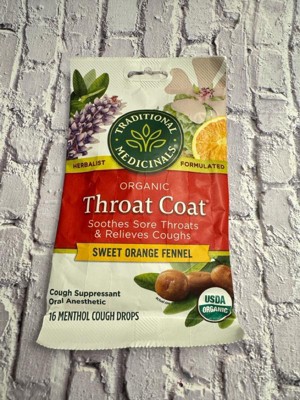 TRADITIONAL
MEDICINALS
HERBALIST
FORMULATED
ORGANIC
Throat Coat
Soothes Sore Throats
& Relieves Coughs
SWEET ORANGE FENNEL
Cough Suppressant
Oral Anesthetic
16 MENTHOL COUGH DROPS
USDA
ORGANIC